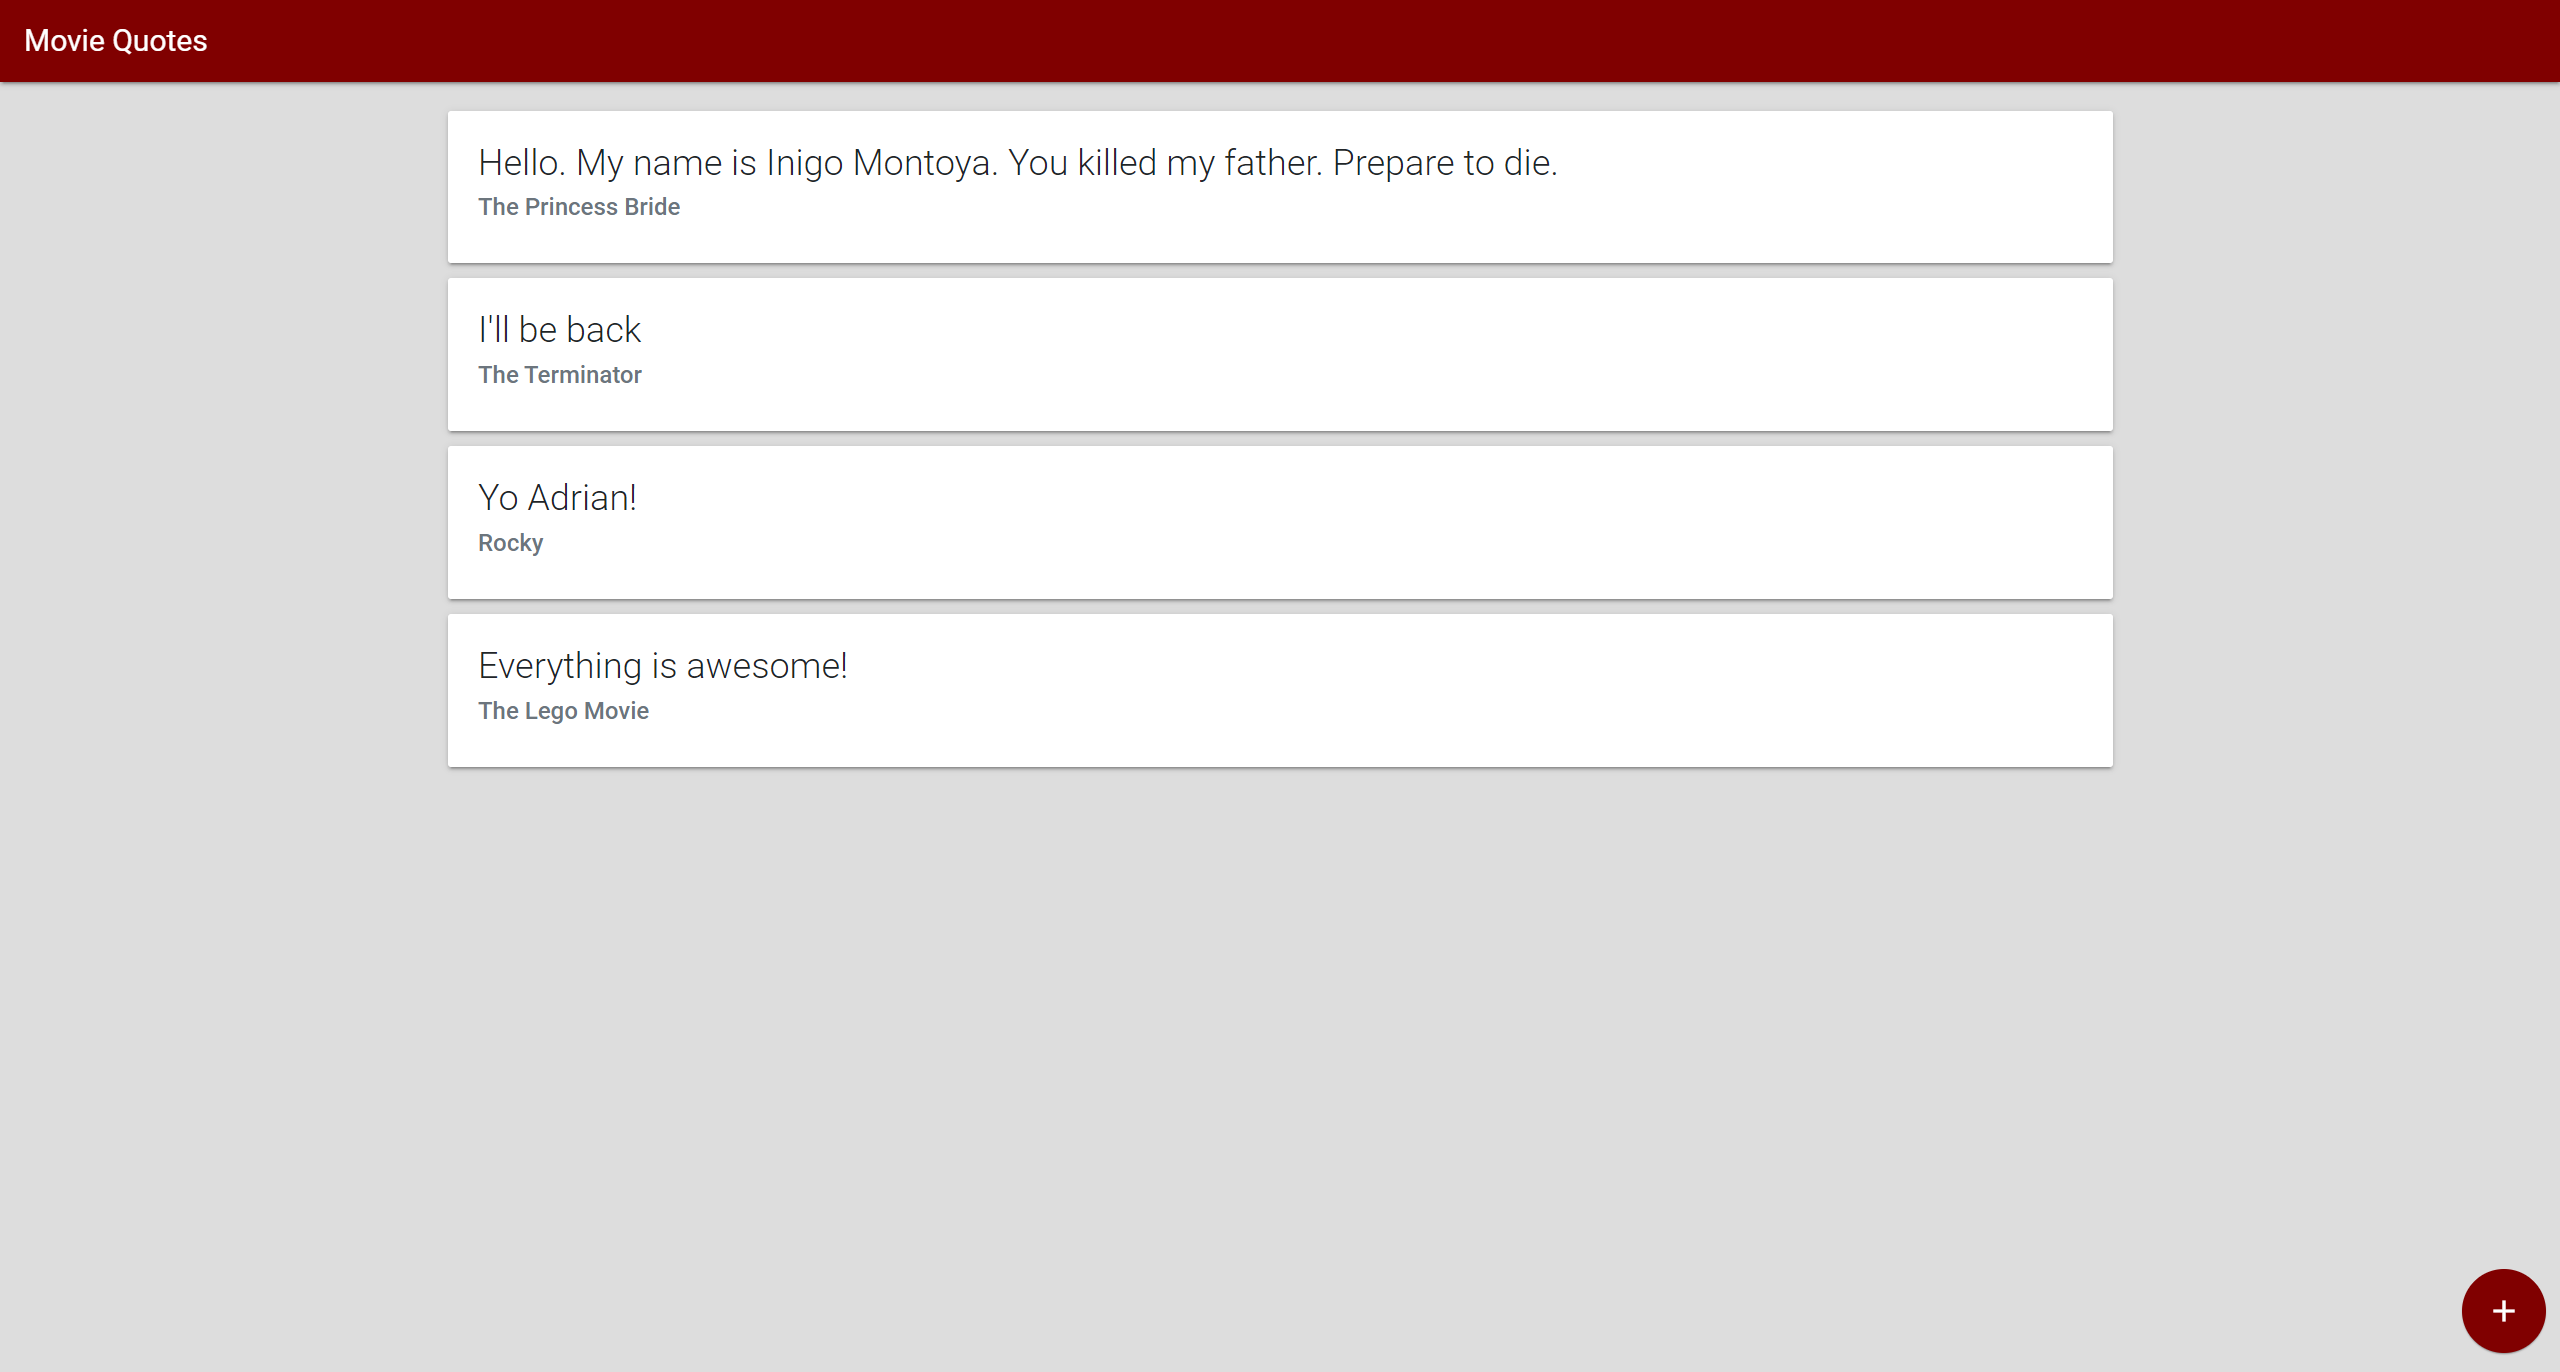 Movie Quotes
Hello. My name is Inigo Montoya. You killed my father. Prepare to die.
The Princess Bride
I'll be back
The Terminator
Yo Adrian!
Rocky
Everything is awesome!
The Lego Movie
+